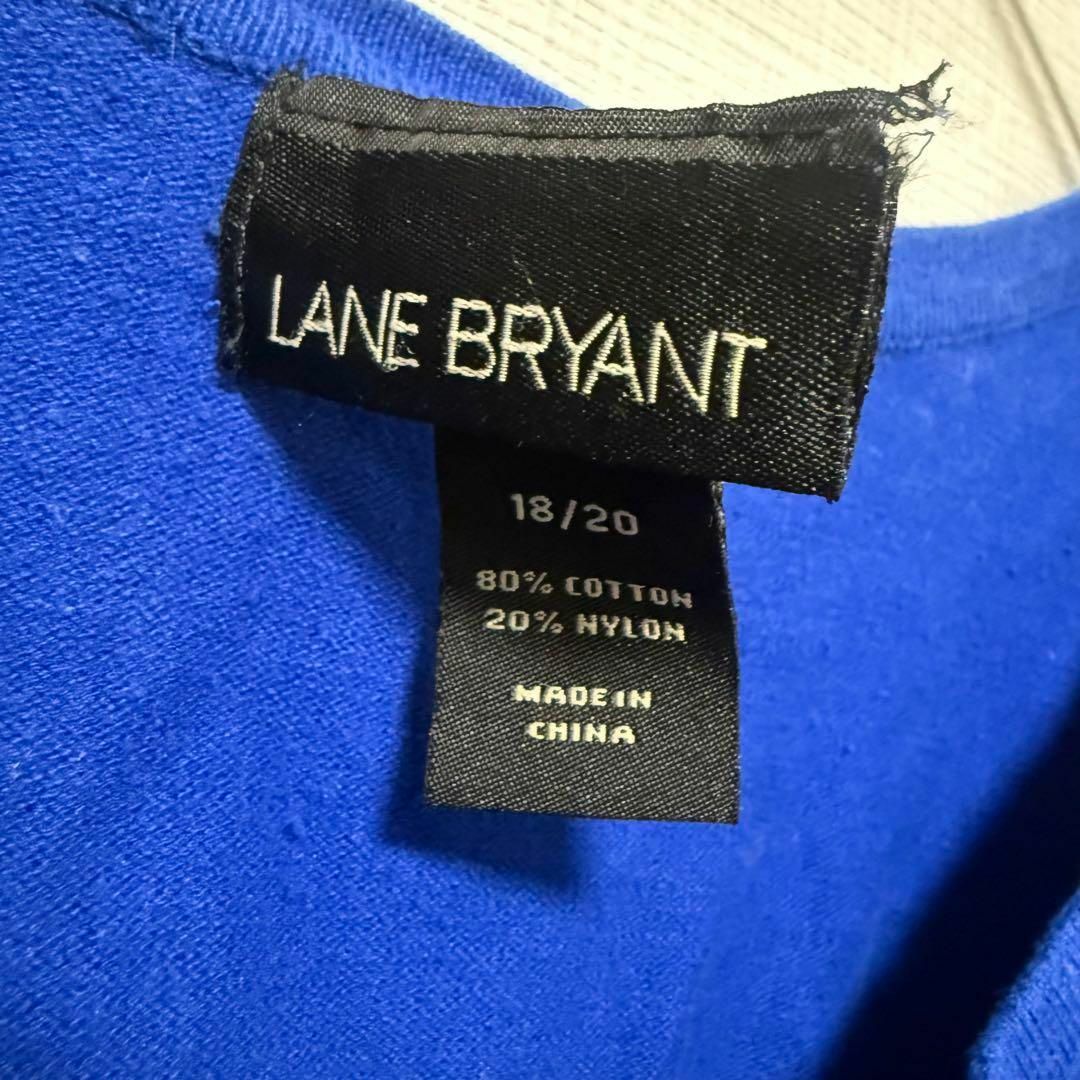 LANE BRYANT
18/20
80% COTTON
20% NYLON
MADE IN
CHINA